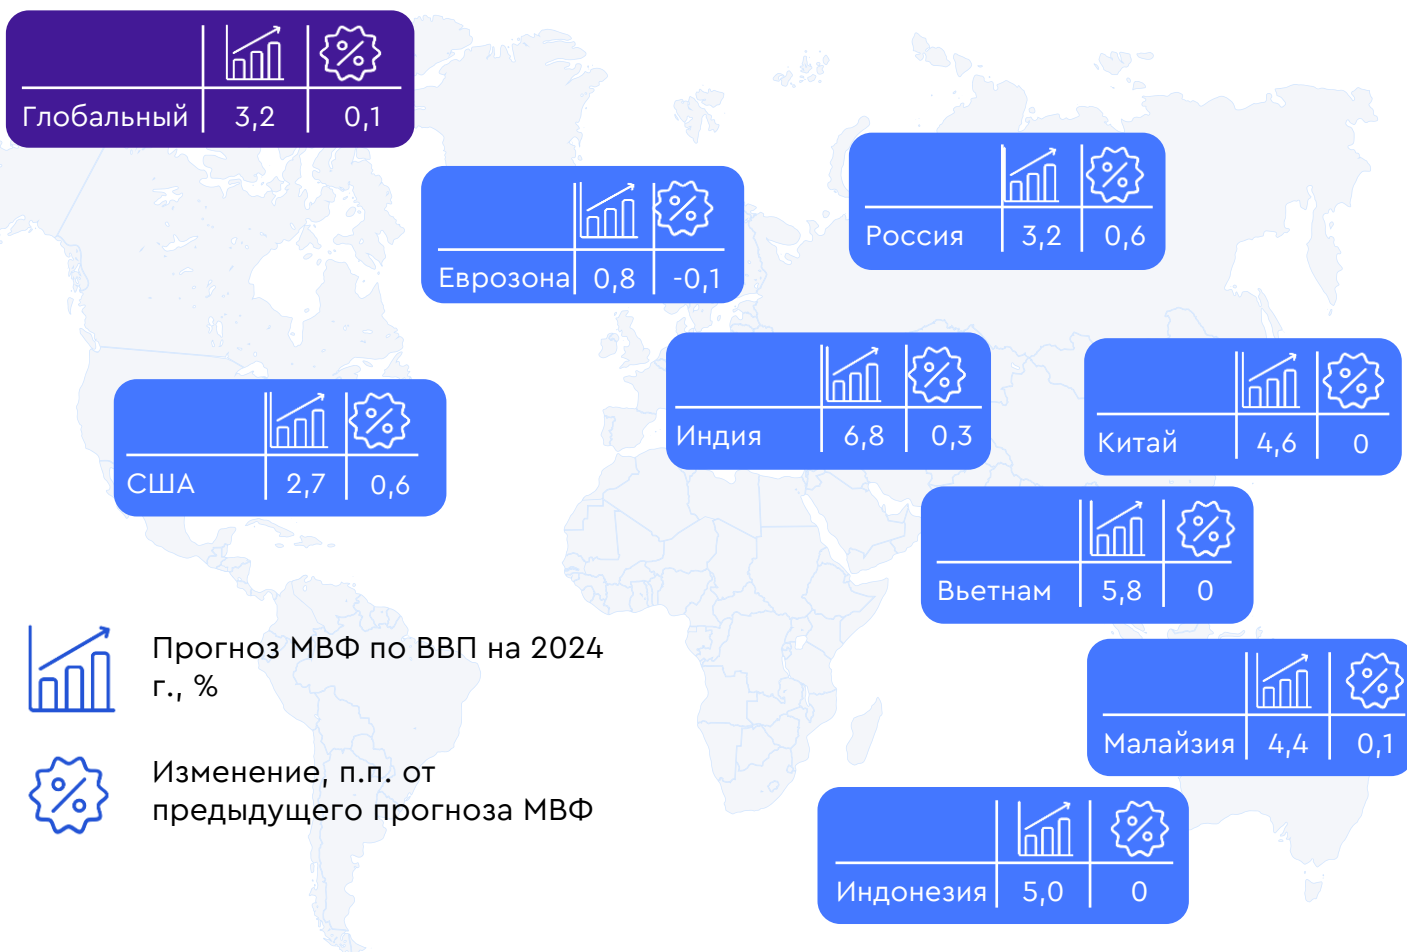 Глобальный 3,2 0,1
Россия 3,2 0,6
Еврозона 0,8 -0,1
Индия 6,8 0,3
Китай 4,6 0
США 2,7 0,6
Вьетнам 5,8 0
Прогноз МВФ по ВВП на 2024
г., %
Малайзия 4,4 0,1
Изменение, п.п. от
предыдущего прогноза МВФ
Индонезия 5,0 0